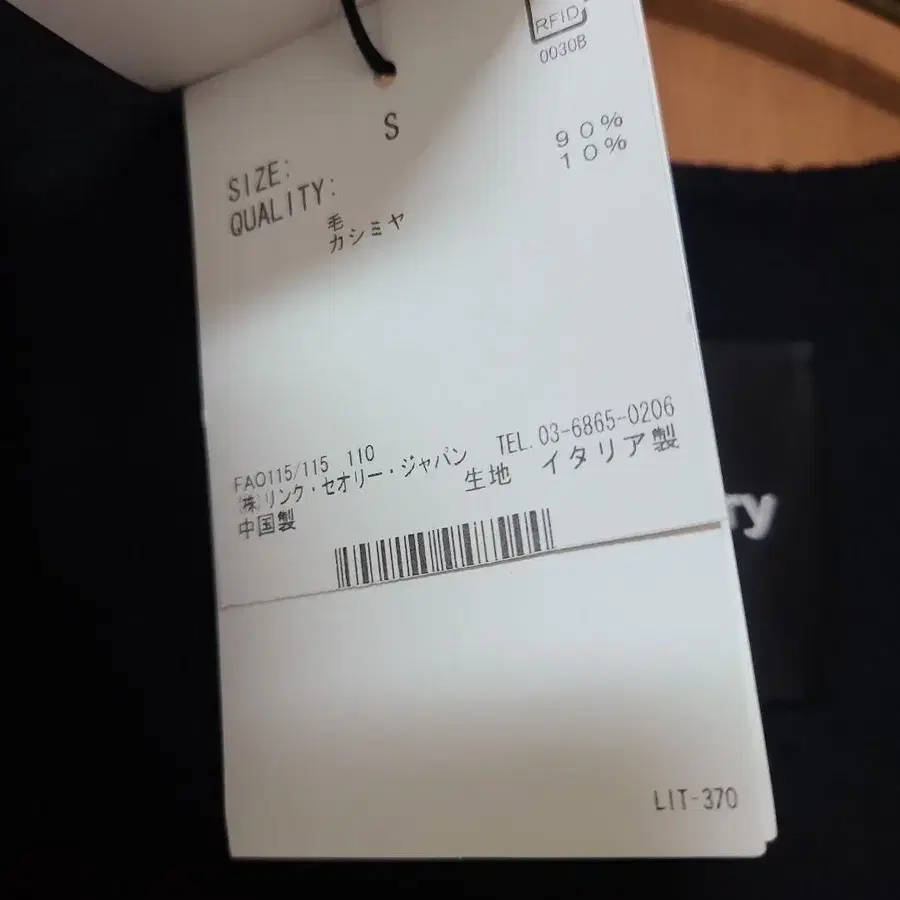 RFID
0030B
SIZE: S
QUALITY:
毛 90%
カシミヤ 10%
FA0115/115 110
(株)リンク・セオリー・ジャパン TEL.03-6865-0206
中国製 生地 イタリア製
ry
LIT-370